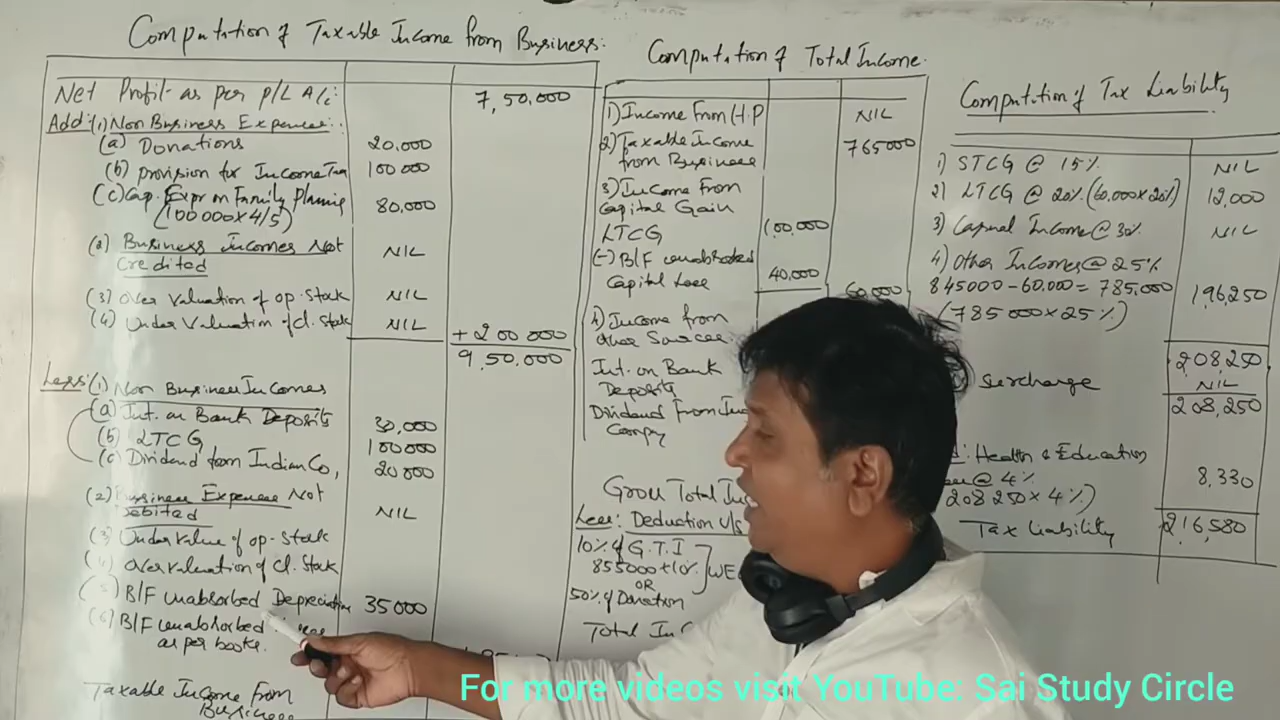 Computation of Taxable Income from Business:
Net Profit as per P/L A/c: 7,50,000
Add: (1) Non Business Expenses:
(a) Donations 20,000
(b) provision for Income Tax 100000
(c) Cap. Expr on Family Planning
(100000x4/5) 80,000
(2) Business Incomes Not
Credited NIL
(3) Over valuation of op. Stock NIL
(4) Under Valuation of cl. Stock NIL
+ 200000
9,50,000
Less: (1) Non Business Incomes
(a) Int. on Bank Deposits 30,000
(b) LTCG 100000
(c) Dividend from Indian Co, 20000
(2) Business Expenses Not
Debited NIL
(3) Under value of op. Stock
(4) Over valuation of cl. Stock
(5) B/F unabsorbed Depreciation 35000
(6) B/F unabsorbed
as per books.
Taxable Income from
Business
Computation of Total Income.
1) Income From H.P NIL
2) Taxable Income
from Business 765000
3) Income From
Capital Gain
LTCG 1,00,000
(-) B/F unabsorbed
Capital Loss 40,000
60,000
4) Income from
Other Sources
Int. on Bank
Deposits
Dividend From
Company
Gross Total
Less: Deduction u/s
10% of G.T.I
855000+10%
OR
50% of Donation
Total
Computation of Tax Liability
1) STCG @ 15% NIL
2) LTCG @ 20% (60,000x20%) 12,000
3) Casual Income @ 30% NIL
4) Other Incomes @ 25%
845000-60,000 = 785,000
(785000x25%) 1,96,250
2,08,250
Surcharge NIL
208,250
Health & Education
@ 4%
208250x4%) 8,330
Tax Liability 2,16,580
For more videos visit YouTube: Sai Study Circle